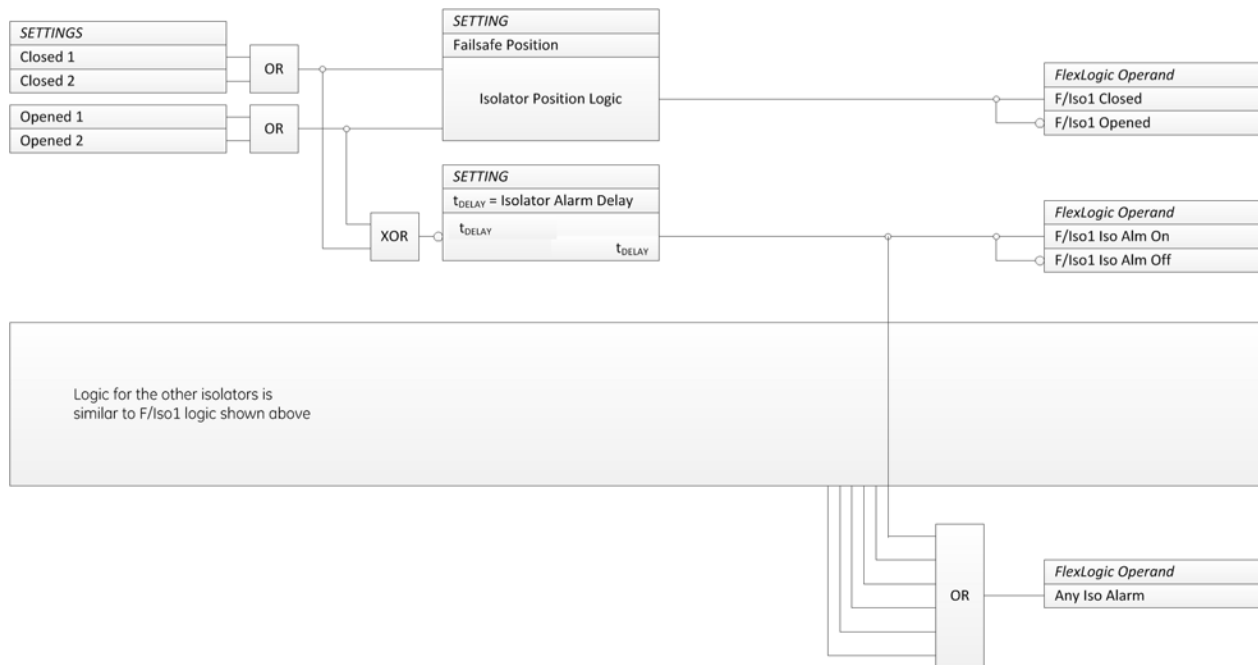 SETTINGS
Closed 1
Closed 2
OR
Opened 1
Opened 2
OR
SETTING
Failsafe Position
Isolator Position Logic
FlexLogic Operand
F/Iso1 Closed
F/Iso1 Opened
XOR
SETTING
tDELAY = Isolator Alarm Delay
tDELAY
tDELAY
FlexLogic Operand
F/Iso1 Iso Alm On
F/Iso1 Iso Alm Off
Logic for the other isolators is
similar to F/Iso1 logic shown above
OR
FlexLogic Operand
Any Iso Alarm